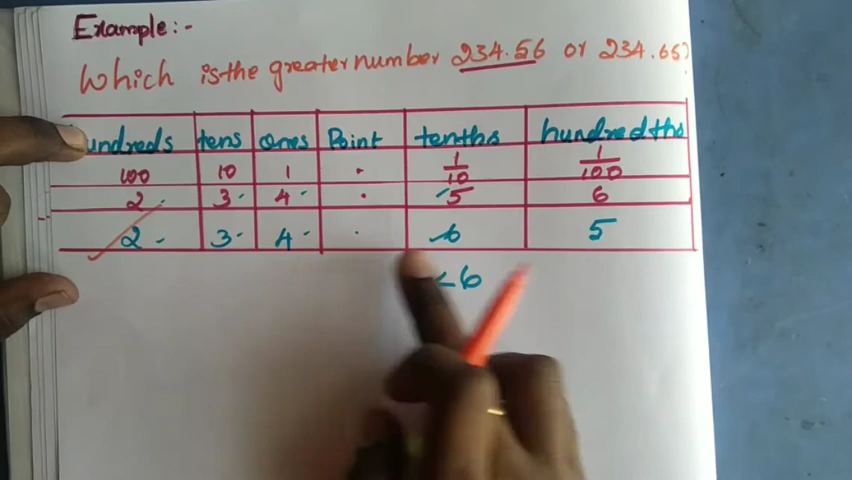 Example:-
Which is the greater number 234.56 or 234.65?
hundreds tens ones Point tenths hundredths
100 10 1 . 1/10 1/100
2 3 4 . 5 6
2 3 4 . 6 5
< 6